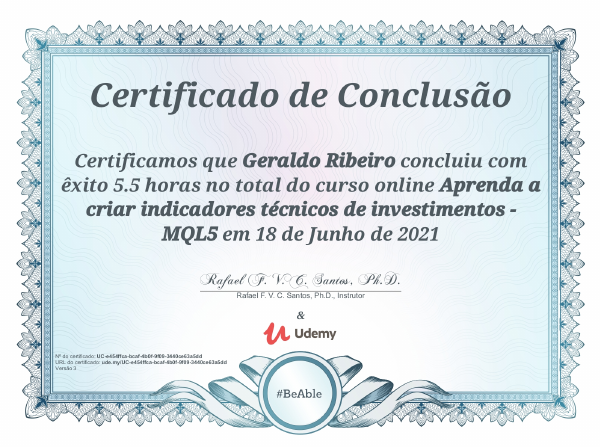 Certificado de Conclusão
Certificamos que Geraldo Ribeiro concluiu com
êxito 5.5 horas no total do curso online Aprenda a
criar indicadores técnicos de investimentos -
MQL5 em 18 de Junho de 2021
Rafael F. V. C. Santos, Ph.D.
Rafael F. V. C. Santos, Ph.D., Instrutor
&
Udemy
Nº do certificado: UC-e454ffca-bcaf-4b0f-9f09-3440ce63a5dd
URL do certificado: ude.my/UC-e454ffca-bcaf-4b0f-9f09-3440ce63a5dd
Versão 3
#BeAble